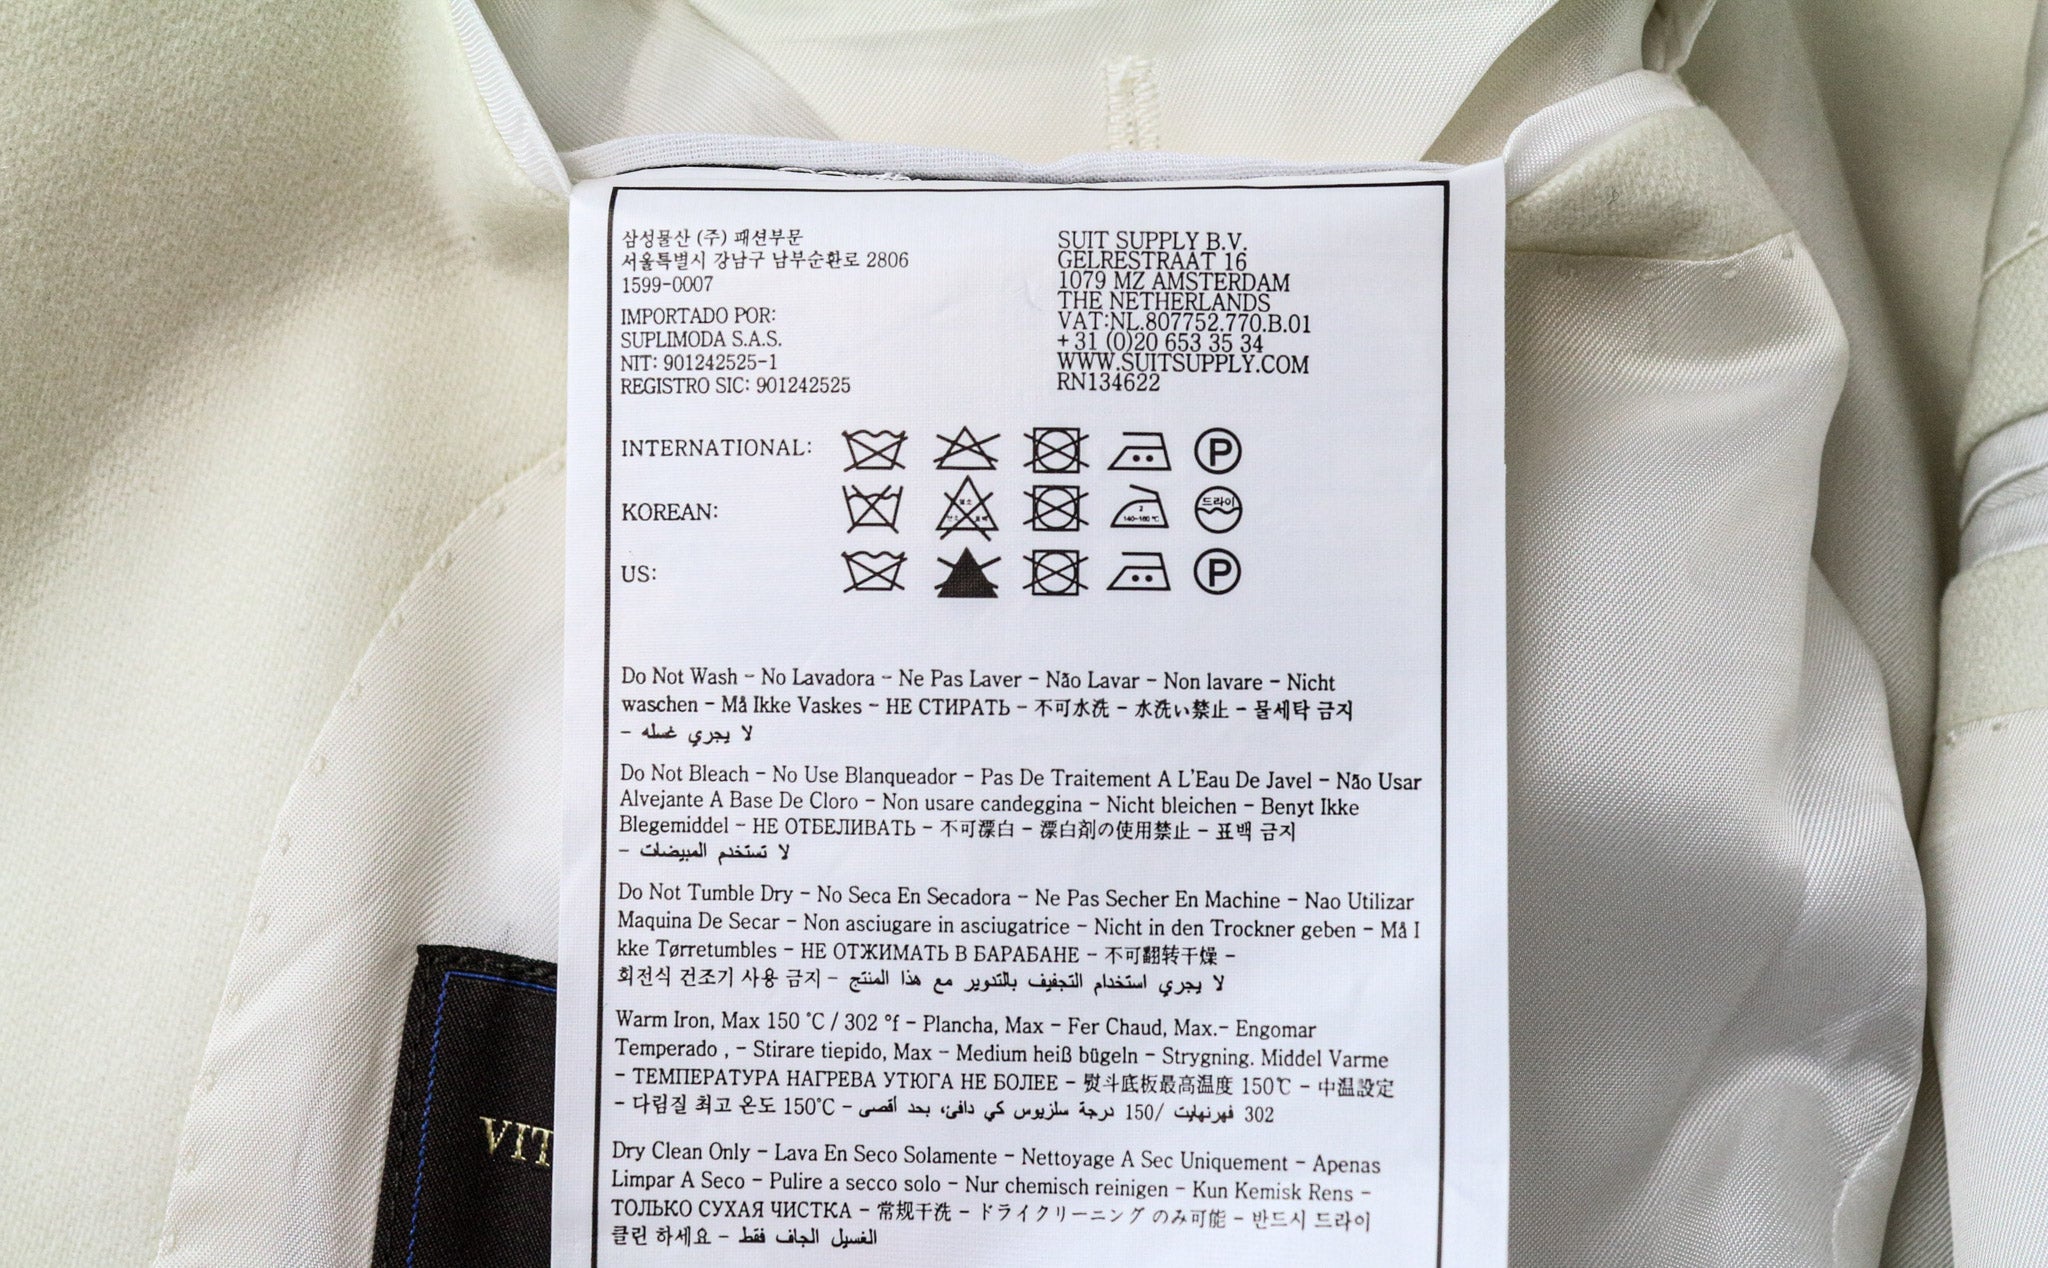 삼성물산 (주) 패션부문
서울특별시 강남구 남부순환로 2806
1599-0007
IMPORTADO POR:
SUPLIMODA S.A.S.
NIT: 901242525-1
REGISTRO SIC: 901242525
SUIT SUPPLY B.V.
GELRESTRAAT 16
1079 MZ AMSTERDAM
THE NETHERLANDS
VAT:NL.807752.770.B.01
+31 (0)20 653 35 34
WWW.SUITSUPPLY.COM
RN134622
INTERNATIONAL:
P
KOREAN:
2
140~160 ℃
드라이
US:
P
Do Not Wash - No Lavadora - Ne Pas Laver - Não Lavar - Non lavare - Nicht
waschen - Må Ikke Vaskes - НЕ СТИРАТЬ - 不可水洗 - 水洗い禁止 - 물세탁 금지
- لا يجري غسله
Do Not Bleach - No Use Blanqueador - Pas De Traitement A L'Eau De Javel - Não Usar
Alvejante A Base De Cloro - Non usare candeggina - Nicht bleichen - Benyt Ikke
Blegemiddel - НЕ ОТБЕЛИВАТЬ - 不可漂白 - 漂白剤の使用禁止 - 표백 금지
- لا تستخدم المبيضات
Do Not Tumble Dry - No Seca En Secadora - Ne Pas Secher En Machine - Nao Utilizar
Maquina De Secar - Non asciugare in asciugatrice - Nicht in den Trockner geben - Må I
kke Tørretumbles - НЕ ОТЖИМАТЬ В БАРАБАНЕ - 不可翻转干燥 -
회전식 건조기 사용 금지 - لا يجري استخدام التجفيف بالتدوير مع هذا المنتج
Warm Iron, Max 150 °C / 302 °f - Plancha, Max - Fer Chaud, Max.- Engomar
Temperado , - Stirare tiepido, Max - Medium heiß bügeln - Strygning. Middel Varme
- ТЕМПЕРАТУРА НАГРЕВА УТЮГА НЕ БОЛЕЕ - 熨斗底板最高温度 150℃ - 中温設定
- 다림질 최고 온도 150℃ - كي دافئ، بحد أقصى 150 درجة سلزيوس/ 302 فهرنهايت
Dry Clean Only - Lava En Seco Solamente - Nettoyage A Sec Uniquement - Apenas
Limpar A Seco - Pulire a secco solo - Nur chemisch reinigen - Kun Kemisk Rens -
ТОЛЬКО СУХАЯ ЧИСТКА - 常规干洗 - ドライクリーニング のみ可能 - 반드시 드라이
클린 하세요 - الغسيل الجاف فقط
VIT